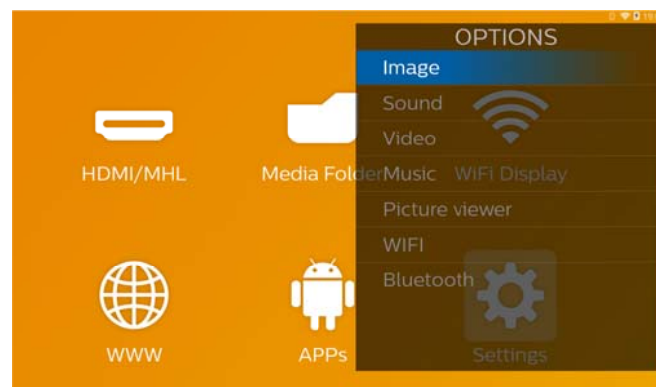 OPTIONS
Image
Sound
Video
Music
Picture viewer
WIFI
Bluetooth
HDMI/MHL
Media Folder
WiFi Display
WWW
APPs
Settings